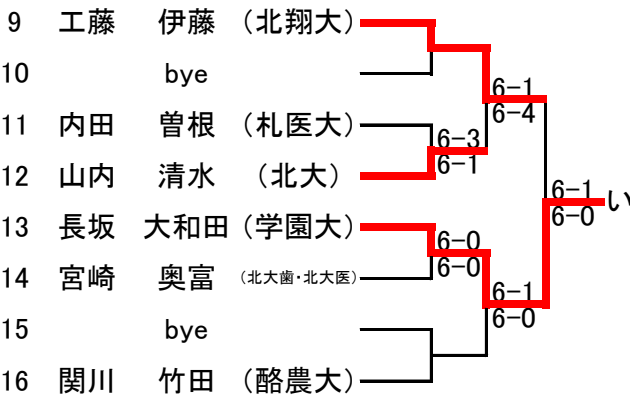 9 工藤 伊藤 (北翔大)
10 bye
6-1
6-4
11 内田 曽根 (札医大)
6-3
12 山内 清水 (北大)
6-1
6-1
6-0
い
13 長坂 大和田 (学園大)
6-0
14 宮崎 奥富 (北大歯・北大医)
6-0
6-1
6-0
15 bye
16 関川 竹田 (酪農大)